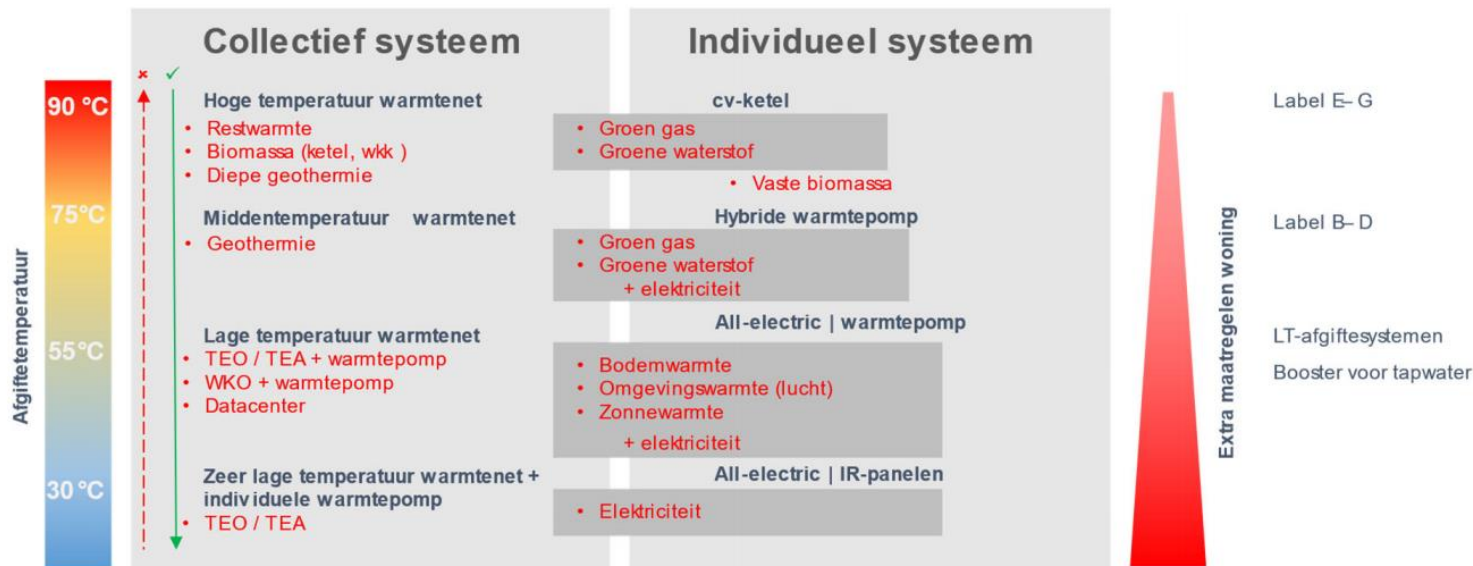 Collectief systeem
Individueel systeem
Afgiftetemperatuur
90 °C
75°C
55°C
30°C
Hoge temperatuur warmtenet
• Restwarmte
• Biomassa (ketel, wkk )
• Diepe geothermie
Middentemperatuur warmtenet
• Geothermie
Lage temperatuur warmtenet
• TEO / TEA + warmtepomp
• WKO + warmtepomp
• Datacenter
Zeer lage temperatuur warmtenet +
individuele warmtepomp
• TEO / TEA
cv-ketel
• Groen gas
• Groene waterstof
• Vaste biomassa
Hybride warmtepomp
• Groen gas
• Groene waterstof
+ elektriciteit
All-electric | warmtepomp
• Bodemwarmte
• Omgevingswarmte (lucht)
• Zonnewarmte
+ elektriciteit
All-electric | IR-panelen
• Elektriciteit
Extra maatregelen woning
Label E– G
Label B– D
LT-afgiftesystemen
Booster voor tapwater